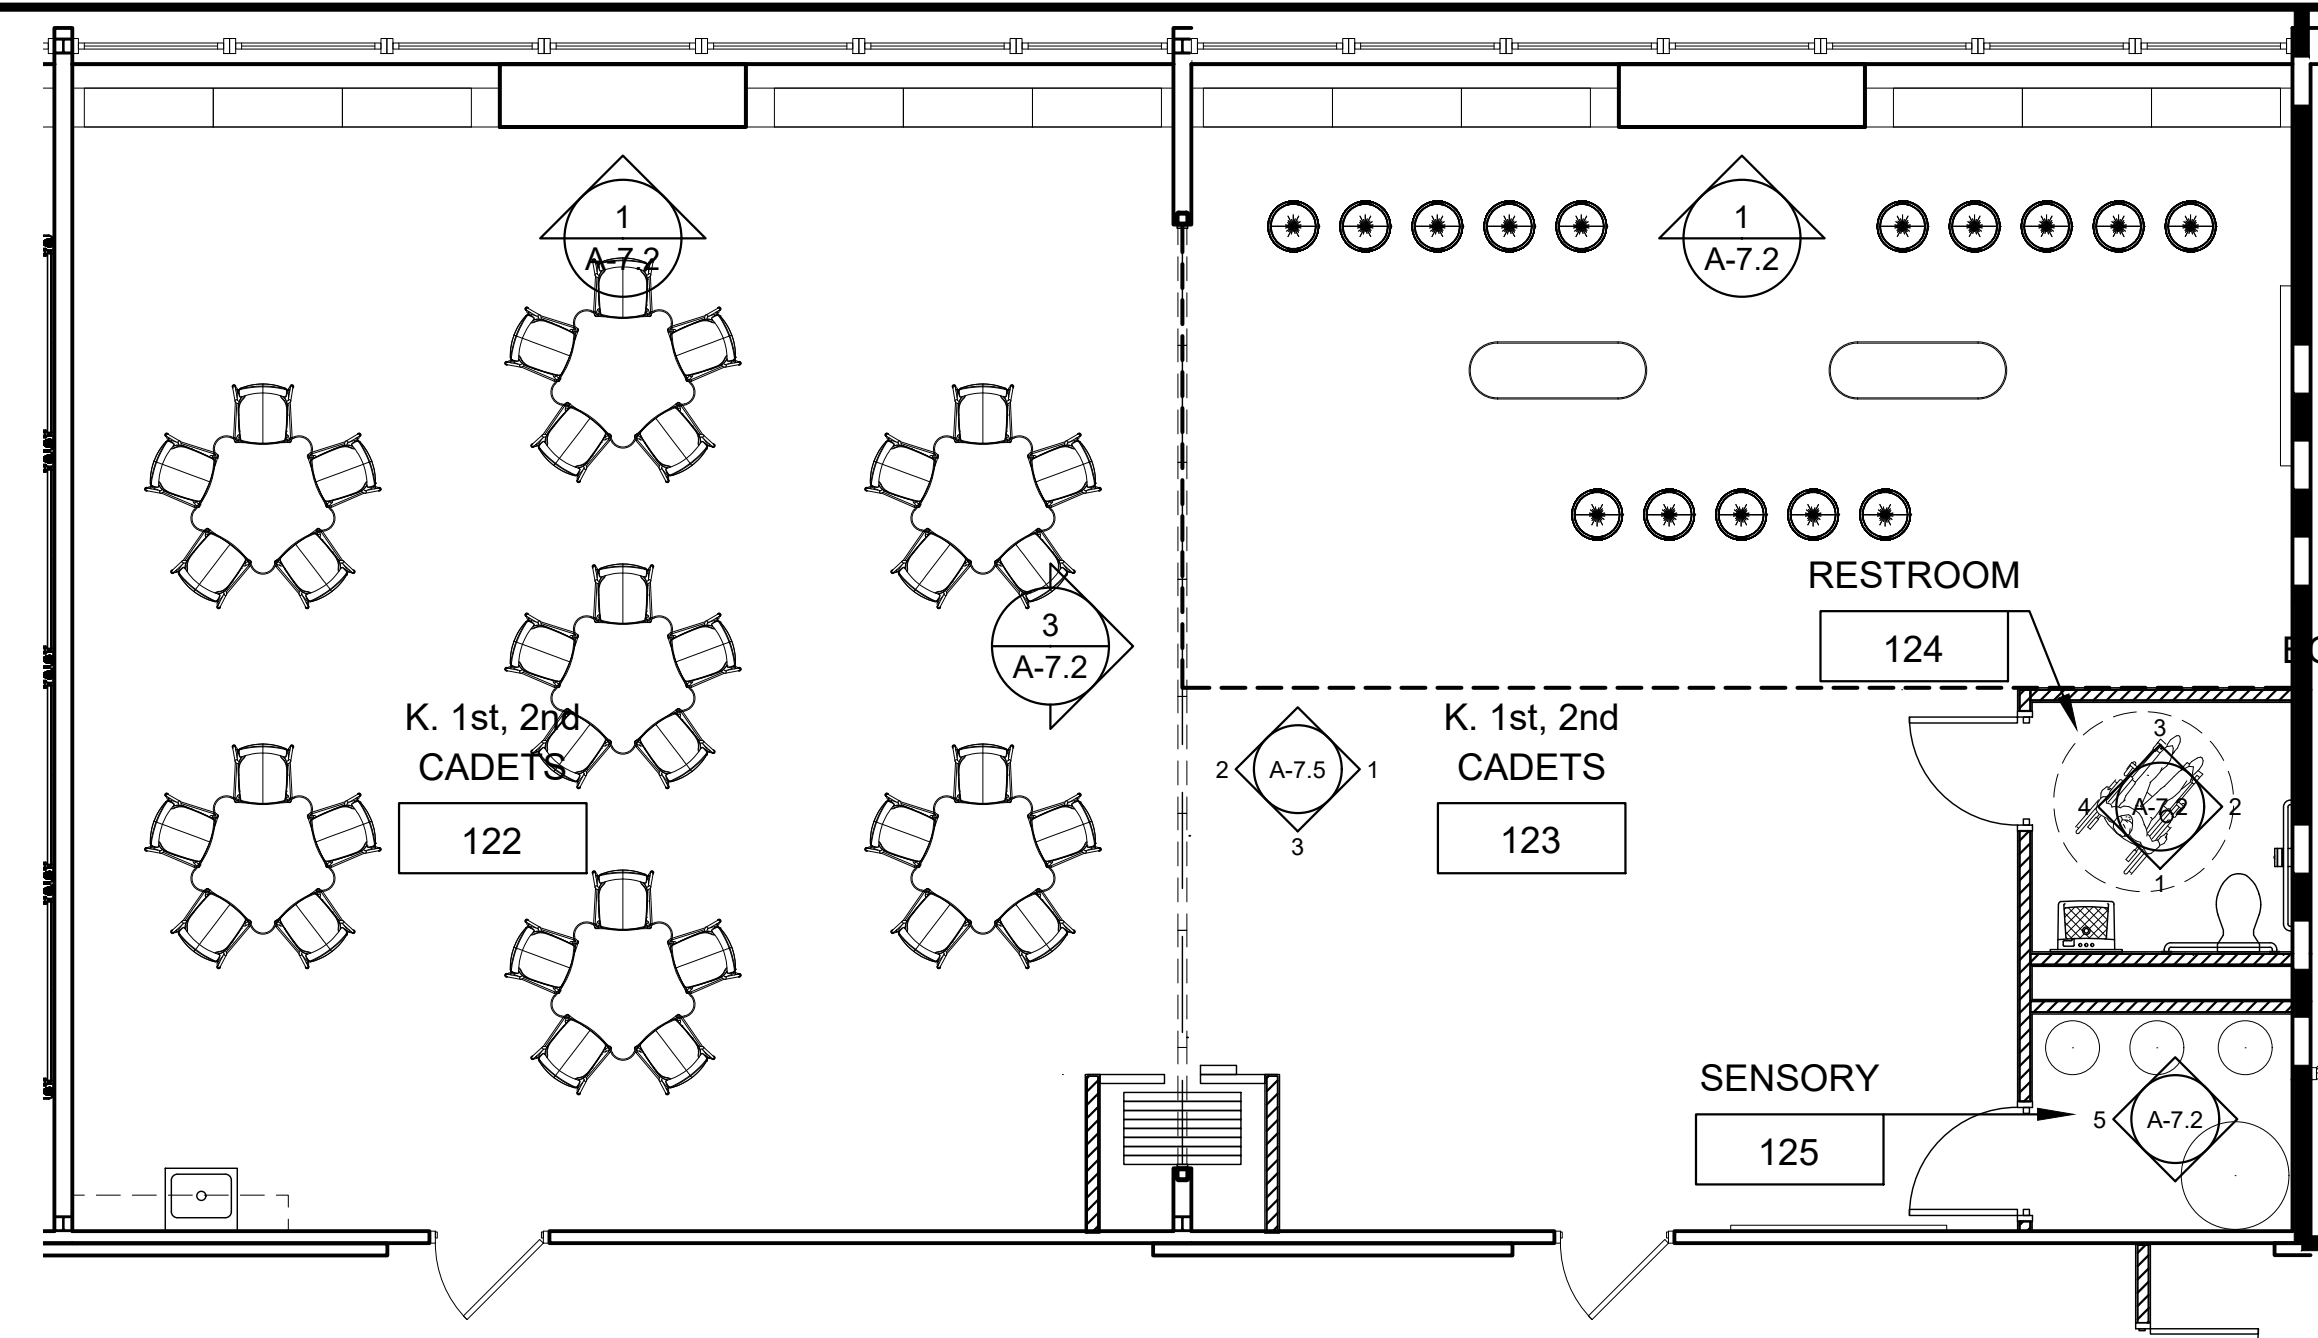 1
A-7.2
1
A-7.2
RESTROOM
124
3
A-7.2
K. 1st, 2nd
CADETS
122
2
A-7.5
1
3
K. 1st, 2nd
CADETS
123
3
4
A-7.2
2
1
SENSORY
125
5
A-7.2